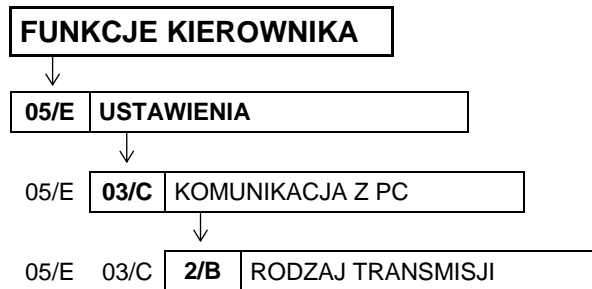 FUNKCJE KIEROWNIKA
05/E USTAWIENIA
05/E 03/C KOMUNIKACJA Z PC
05/E 03/C 2/B RODZAJ TRANSMISJI